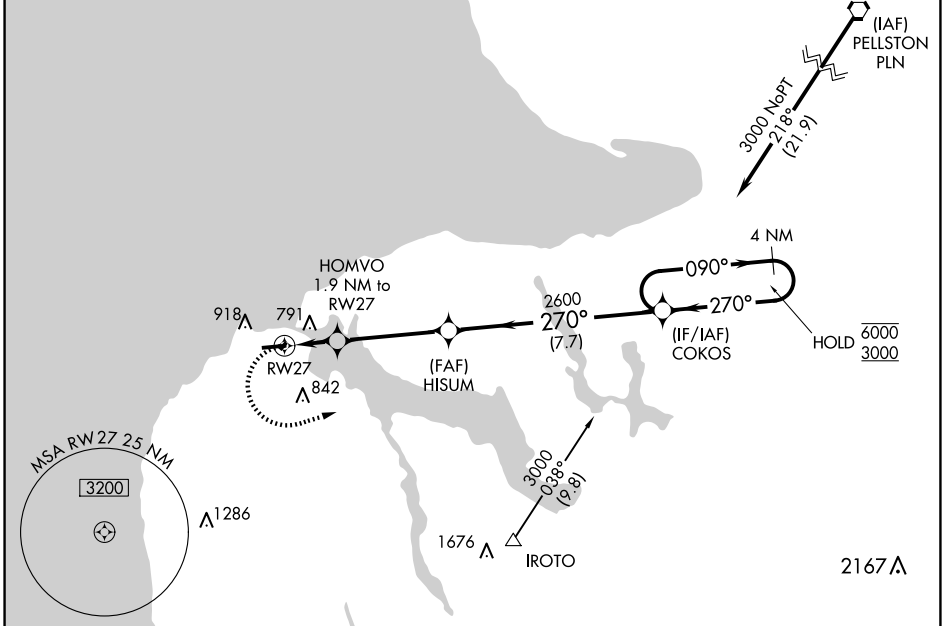 (IAF)
PELLSTON
PLN
3000 NoPT
218°
(21.9)
4 NM
090°
270°
HOLD
6000
3000
(IF/IAF)
COKOS
2600
270°
(7.7)
HOMVO
1.9 NM to
RW27
918
791
RW27
842
(FAF)
HISUM
3000
038°
(9.8)
IROTO
1676
MSA RW27 25 NM
3200
1286
2167